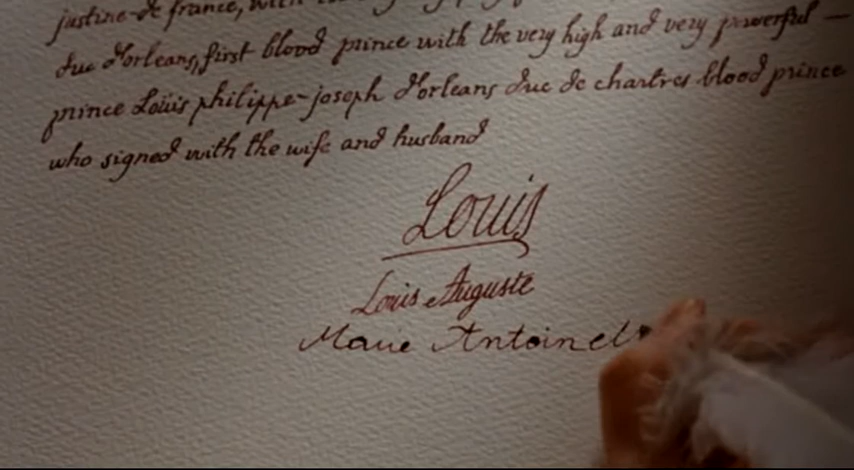 justine-de france, with
duc d'orleans, first blood prince with the very high and very powerful —
prince Loüis philippe-joseph d'orleans duc de chartres blood prince
who signed with the wife and husband
Louis
Louis Auguste
Marie Antoinet